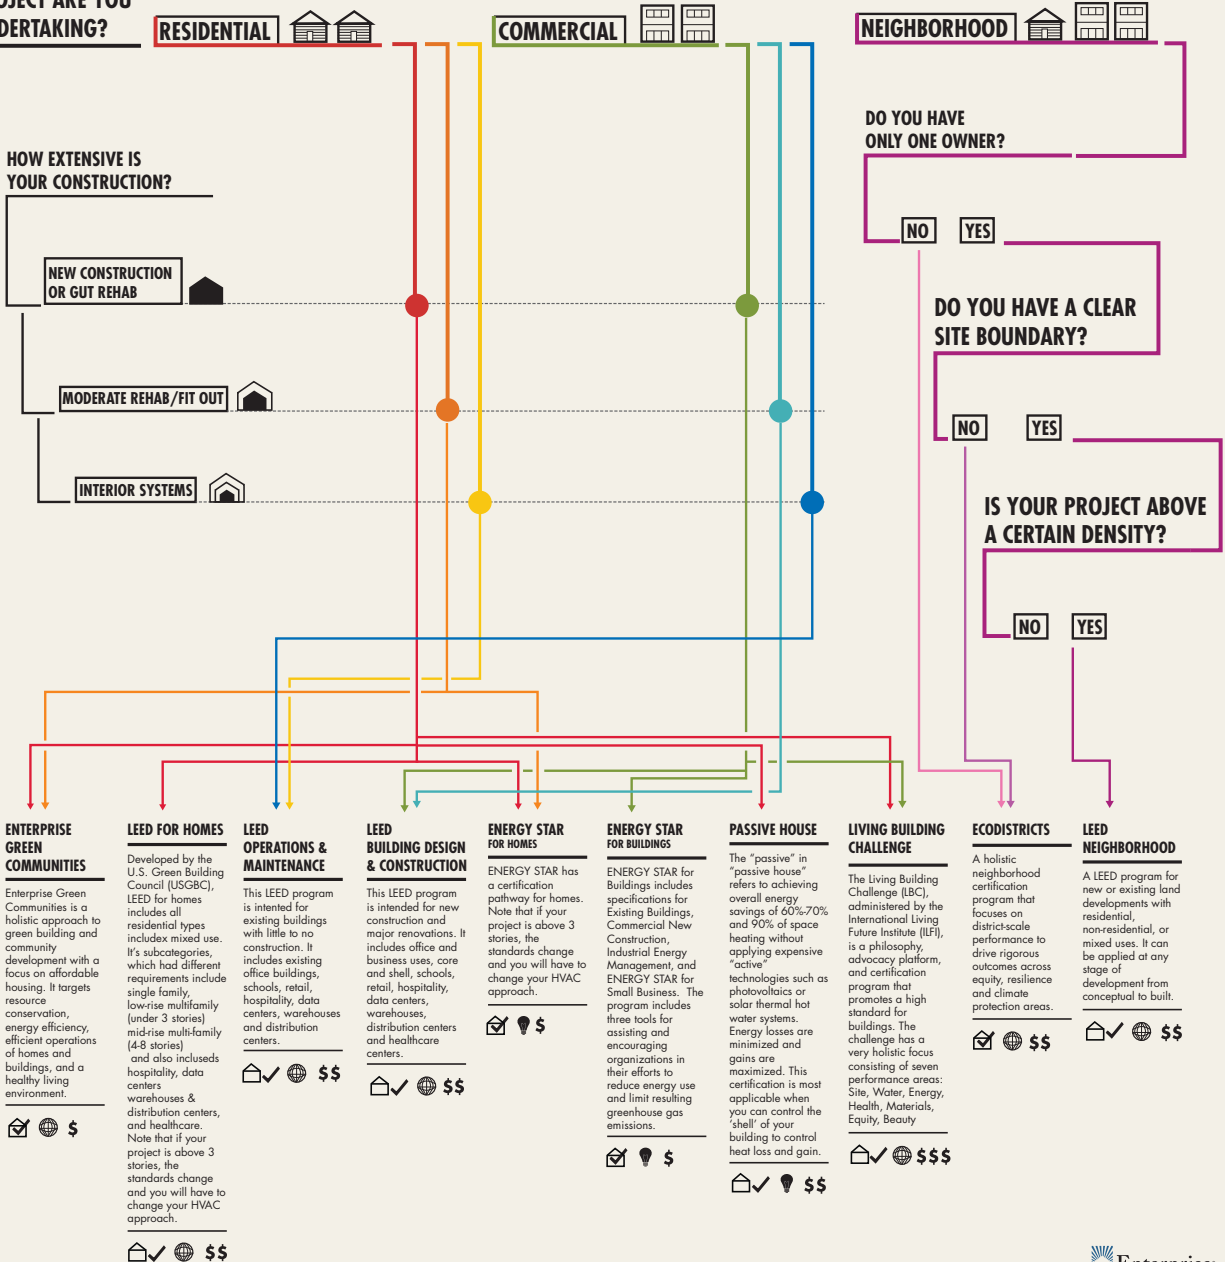 OJECT ARE YOU
DERTAKING?
RESIDENTIAL
COMMERCIAL
NEIGHBORHOOD
DO YOU HAVE
ONLY ONE OWNER?
HOW EXTENSIVE IS
YOUR CONSTRUCTION?
NO
YES
NEW CONSTRUCTION
OR GUT REHAB
DO YOU HAVE A CLEAR
SITE BOUNDARY?
MODERATE REHAB/FIT OUT
NO
YES
INTERIOR SYSTEMS
IS YOUR PROJECT ABOVE
A CERTAIN DENSITY?
NO
YES
ENTERPRISE
GREEN
COMMUNITIES
Enterprise Green
Communities is a
holistic approach to
green building and
community
development with a
focus on affordable
housing. It targets
resource
conservation,
energy efficiency,
efficient operations
of homes and
buildings, and a
healthy living
environment.
$
LEED FOR HOMES
Developed by the
U.S. Green Building
Council (USGBC),
LEED for homes
includes all
residential types
includex mixed use.
It's subcategories,
which had different
requirements include
single family,
low-rise multifamily
(under 3 stories)
mid-rise multi-family
(4-8 stories)
and also incluseds
hospitality, data
centers
warehouses &
distribution centers,
and healthcare.
Note that if your
project is above 3
stories, the
standards change
and you will have to
change your HVAC
approach.
$$
LEED
OPERATIONS &
MAINTENANCE
This LEED program
is intended for
existing buildings
with little to no
construction. It
includes existing
office buildings,
schools, retail,
hospitality, data
centers, warehouses
and distribution
centers.
$$
LEED
BUILDING DESIGN
& CONSTRUCTION
This LEED program
is intended for new
construction and
major renovations. It
includes office and
business uses, core
and shell, schools,
retail, hospitality,
data centers,
warehouses,
distribution centers
and healthcare
centers.
$$
ENERGY STAR
FOR HOMES
ENERGY STAR has
a certification
pathway for homes.
Note that if your
project is above 3
stories, the
standards change
and you will have to
change your HVAC
approach.
$
ENERGY STAR
FOR BUILDINGS
ENERGY STAR for
Buildings includes
specifications for
Existing Buildings,
Commercial New
Construction,
Industrial Energy
Management, and
ENERGY STAR for
Small Business. The
program includes
three tools for
assisting and
encouraging
organizations in
their efforts to
reduce energy use
and limit resulting
greenhouse gas
emissions.
$
PASSIVE HOUSE
The "passive" in
"passive house"
refers to achieving
overall energy
savings of 60%-70%
and 90% of space
heating without
applying expensive
"active"
technologies such as
photovoltaics or
solar thermal hot
water systems.
Energy losses are
minimized and
gains are
maximized. This
certification is most
applicable when
you can control the
'shell' of your
building to control
heat loss and gain.
$$
LIVING BUILDING
CHALLENGE
The Living Building
Challenge (LBC),
administered by the
International Living
Future Institute (ILFI),
is a philosophy,
advocacy platform,
and certification
program that
promotes a high
standard for
buildings. The
challenge has a
very holistic focus
consisting of seven
performance areas:
Site, Water, Energy,
Health, Materials,
Equity, Beauty
$$$
ECODISTRICTS
A holistic
neighborhood
certification
program that
focuses on
district-scale
performance to
drive rigorous
outcomes across
equity, resilience
and climate
protection areas.
$$
LEED
NEIGHBORHOOD
A LEED program for
new or existing land
developments with
residential,
non-residential, or
mixed uses. It can
be applied at any
stage of
development from
conceptual to built.
$$
Enterprise